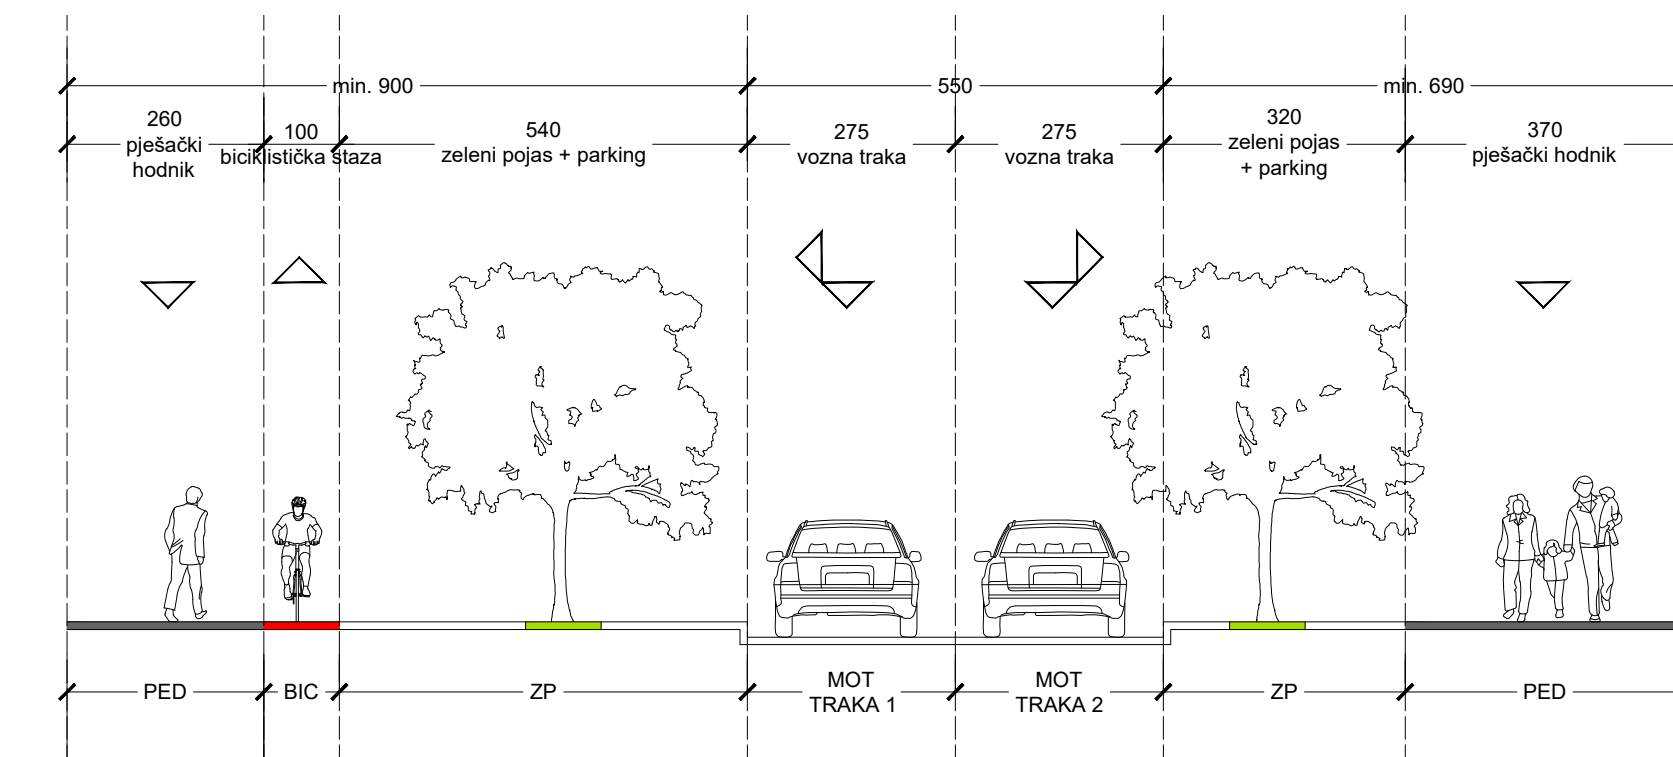 min. 900
550
min. 690
260
pješački
hodnik
100
biciklistička staza
540
zeleni pojas + parking
275
vozna traka
275
vozna traka
320
zeleni pojas
+ parking
370
pješački hodnik
PED
BIC
ZP
MOT
TRAKA 1
MOT
TRAKA 2
ZP
PED